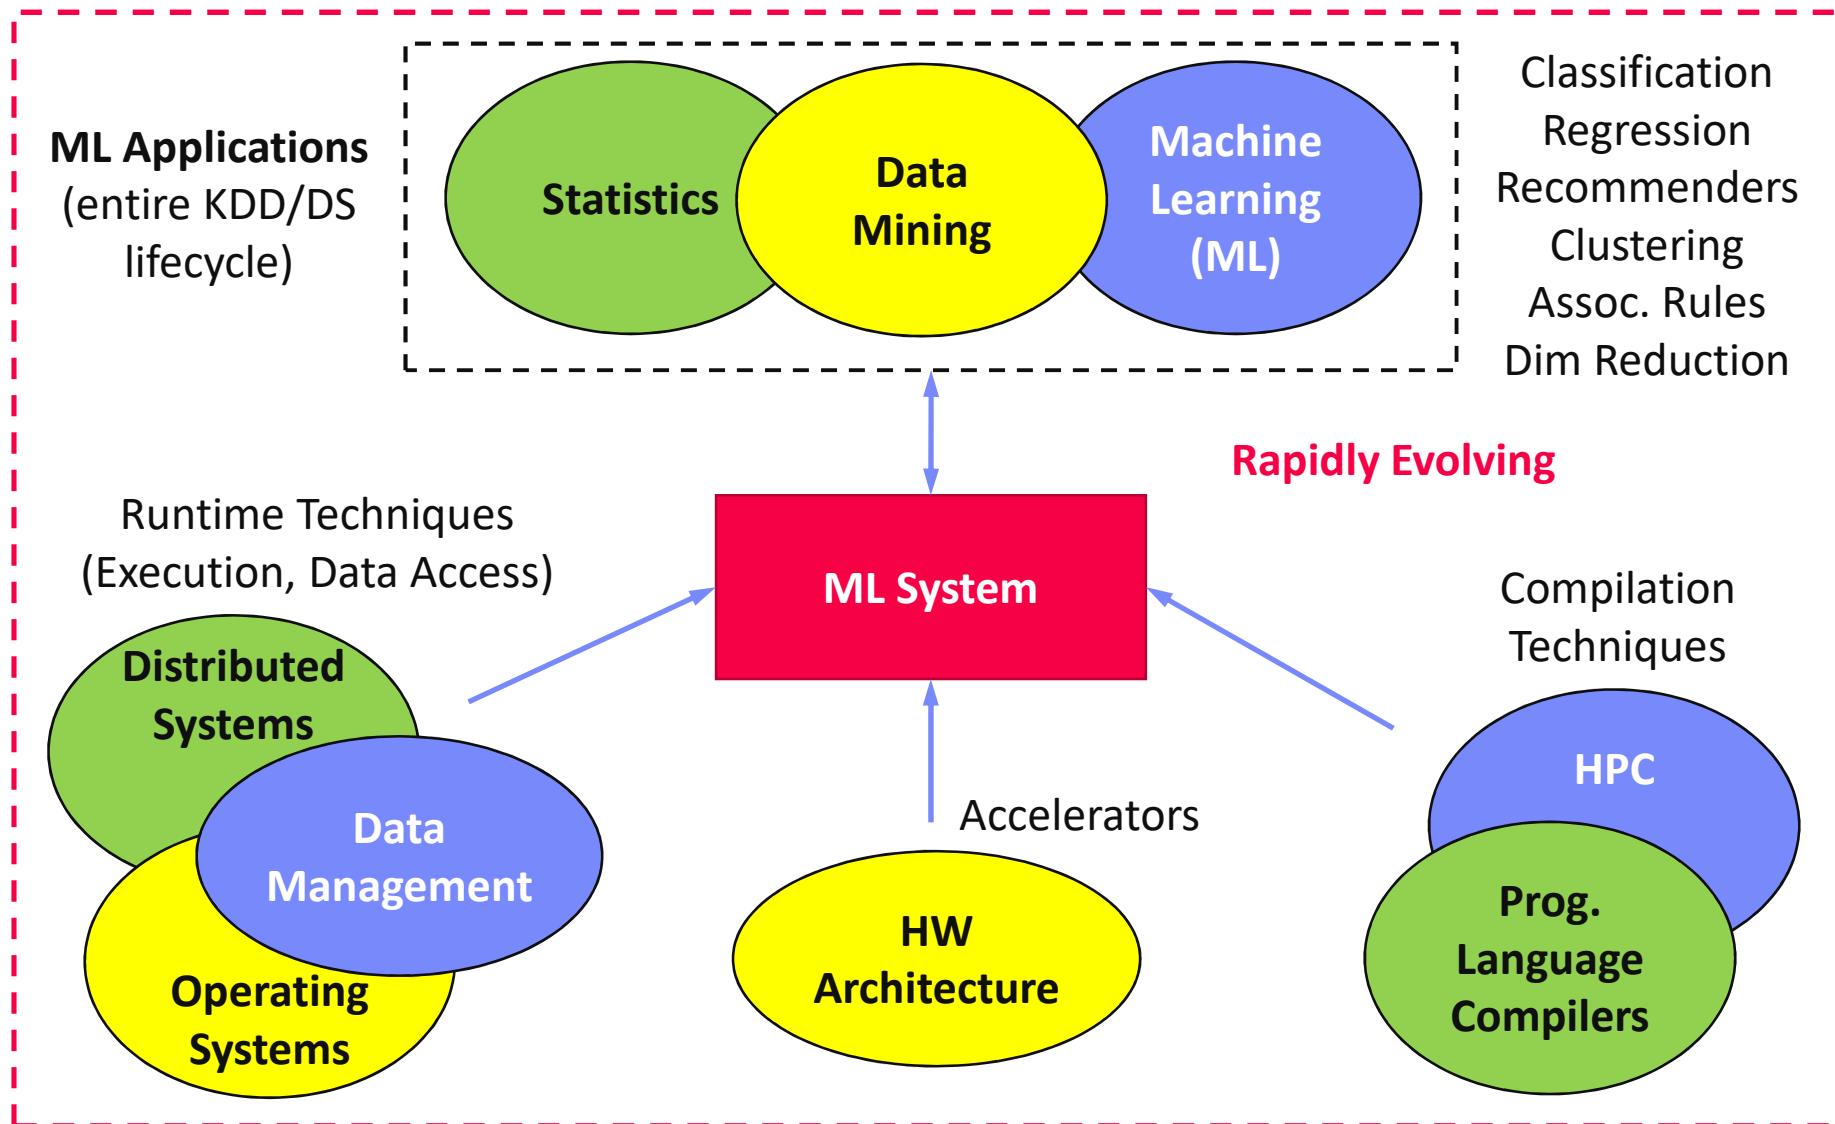 ML Applications
(entire KDD/DS
lifecycle)
Statistics
Data
Mining
Machine
Learning
(ML)
Classification
Regression
Recommenders
Clustering
Assoc. Rules
Dim Reduction
Rapidly Evolving
Runtime Techniques
(Execution, Data Access)
ML System
Compilation
Techniques
Distributed
Systems
Data
Management
Operating
Systems
Accelerators
HW
Architecture
HPC
Prog.
Language
Compilers